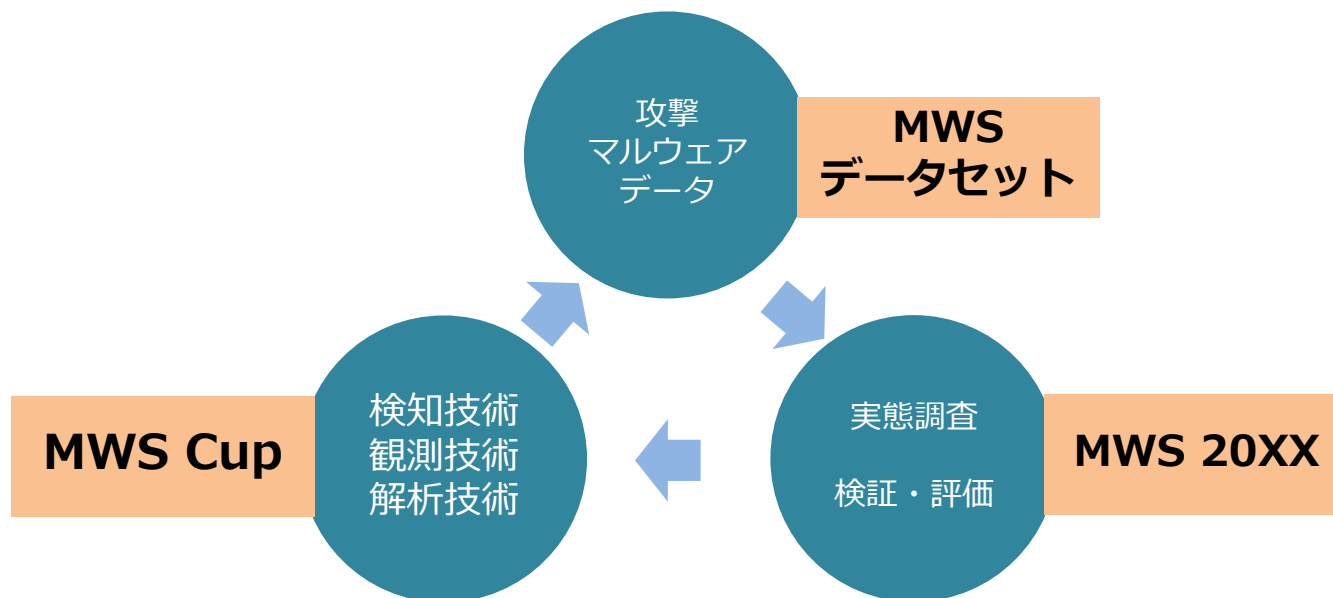 攻撃
マルウェア
データ
MWS
データセット
MWS Cup
検知技術
観測技術
解析技術
実態調査
検証・評価
MWS 20XX